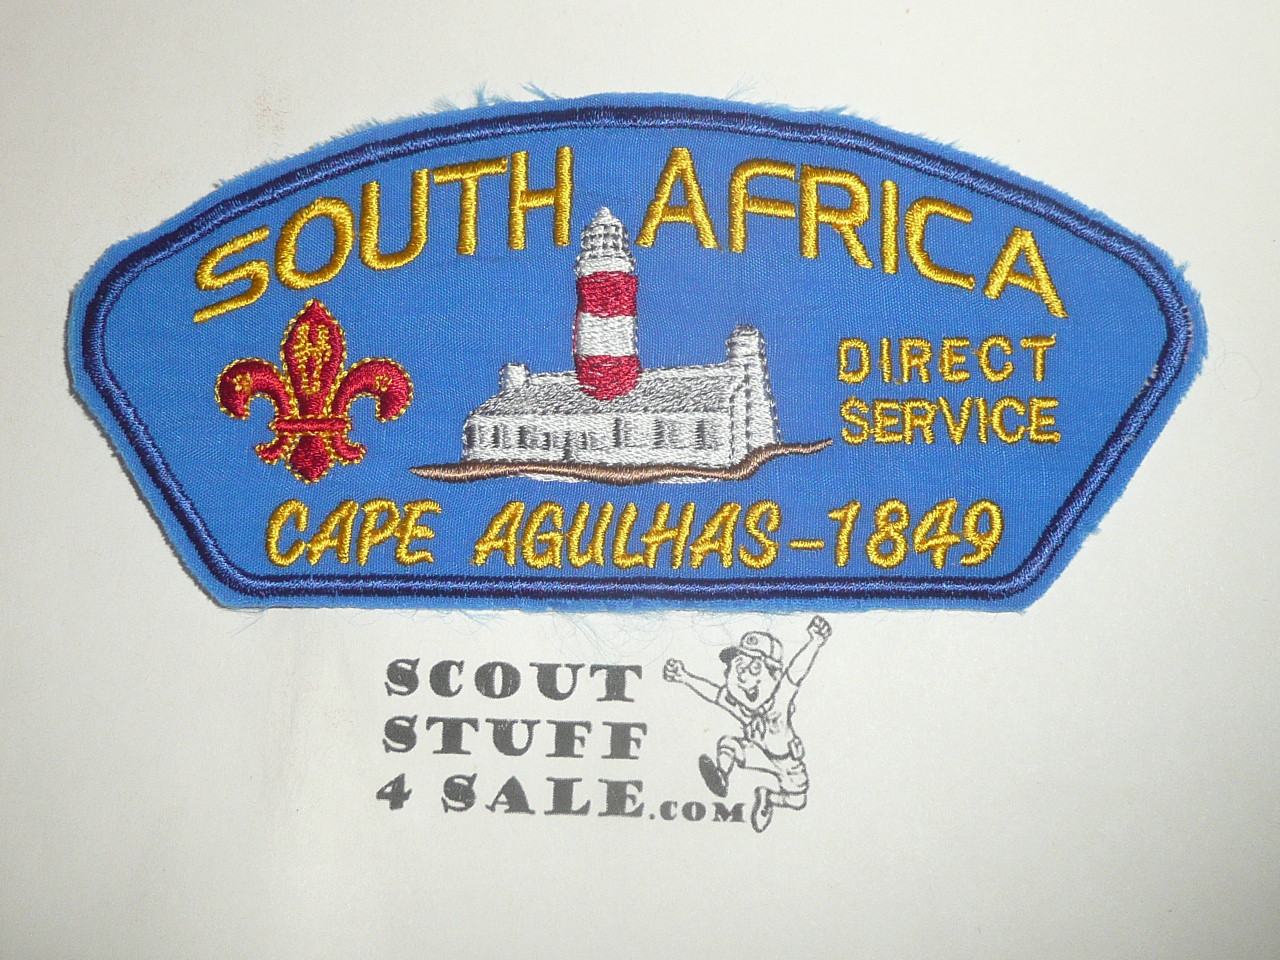 SOUTH AFRICA
DIRECT
SERVICE
CAPE AGULHAS-1849
SCOUT
STUFF
4 SALE.COM